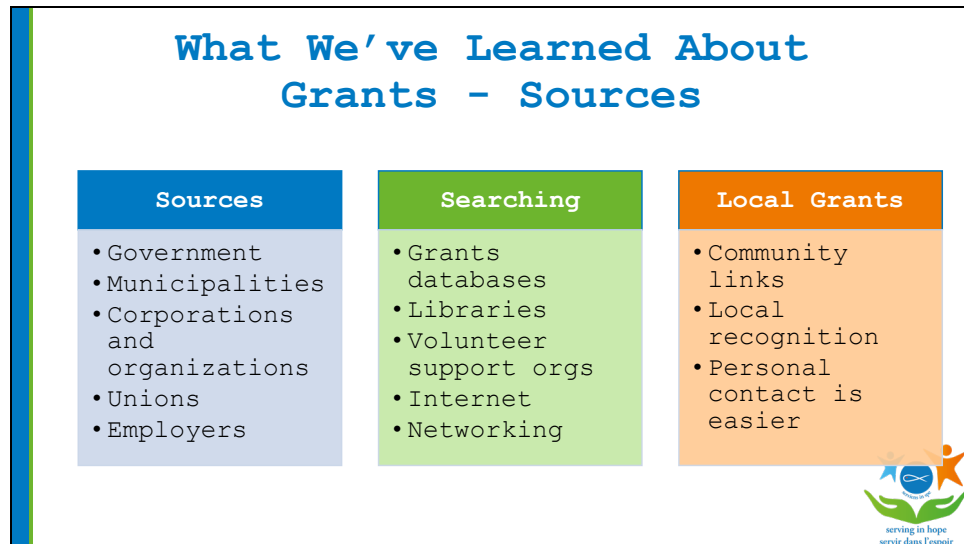 What We’ve Learned About
Grants - Sources
Sources
• Government
• Municipalities
• Corporations
and
organizations
• Unions
• Employers
Searching
• Grants
databases
• Libraries
• Volunteer
support orgs
• Internet
• Networking
Local Grants
• Community
links
• Local
recognition
• Personal
contact is
easier
serving in hope
servir dans l'espoir